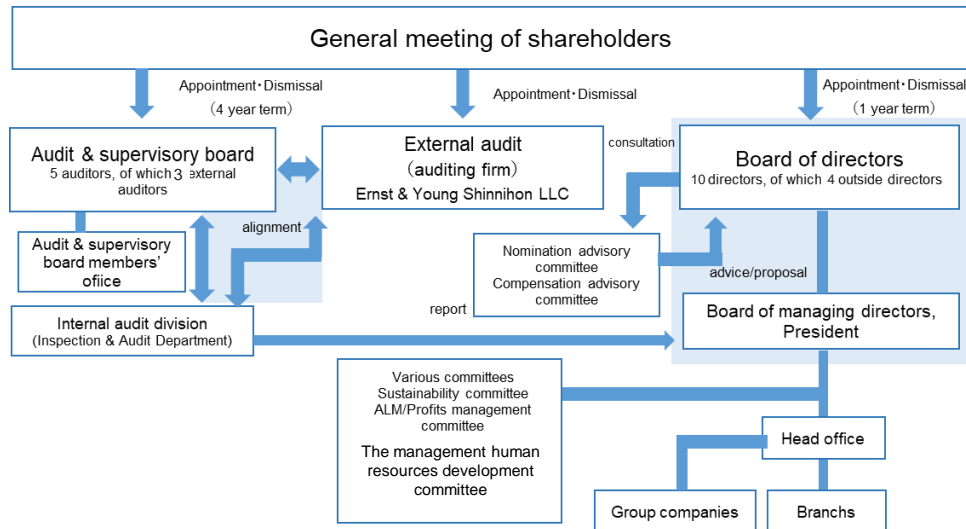 General meeting of shareholders
Appointment・Dismissal
(4 year term)
Appointment・Dismissal
Appointment・Dismissal
(1 year term)
Audit & supervisory board
5 auditors, of which 3 external
auditors
External audit
(auditing firm)
Ernst & Young Shinnihon LLC
consultation
Board of directors
10 directors, of which 4 outside directors
alignment
Audit & supervisory
board members'
ofiice
Nomination advisory
committee
Compensation advisory
committee
advice/proposal
report
Internal audit division
(Inspection & Audit Department)
Board of managing directors,
President
Various committees
Sustainability committee
ALM/Profits management
committee
The management human
resources development
committee
Head office
Group companies
Branchs